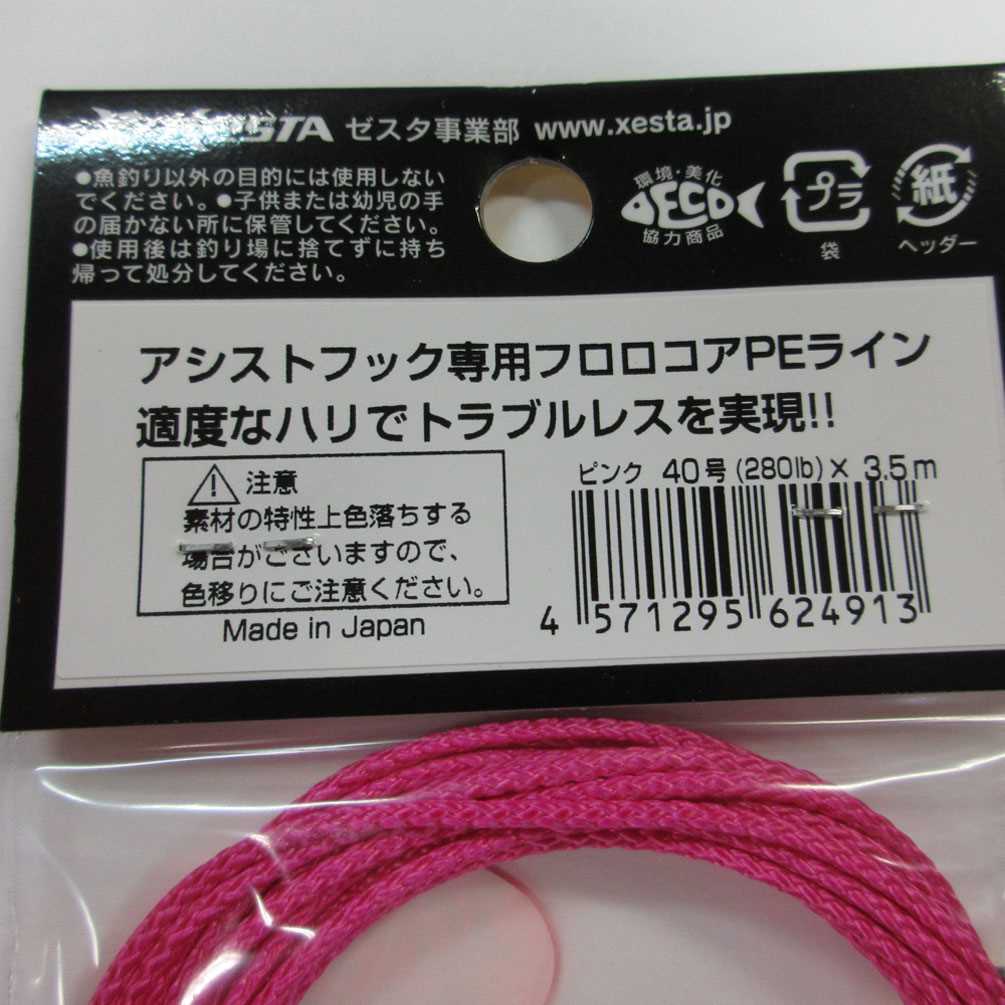 XESTA ゼスタ事業部 www.xesta.jp
●魚釣り以外の目的には使用しない
でください。●子供または幼児の手
の届かない所に保管してください。
●使用後は釣り場に捨てずに持ち
帰って処分してください。
環境・美化
DECO
協力商品
プラ
袋
紙
ヘッダー
アシストフック専用フロロコアPEライン
適度なハリでトラブルレスを実現!!
注意
素材の特性上色落ちする
場合がございますので、
色移りにご注意ください。
Made in Japan
ピンク 40号(280lb)× 3.5m
4 571295 624913